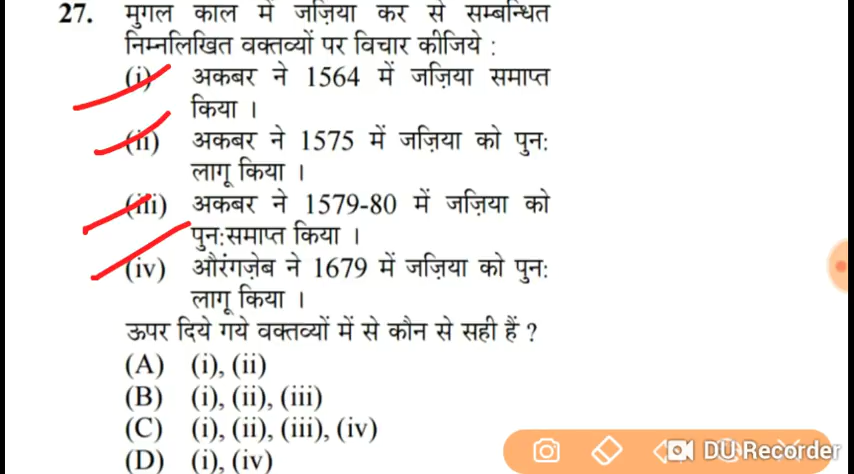 27. मुगल काल में जज़िया कर से सम्बन्धित
निम्नलिखित वक्तव्यों पर विचार कीजिये :
(i) अकबर ने 1564 में जज़िया समाप्त
किया ।
(ii) अकबर ने 1575 में जज़िया को पुन:
लागू किया ।
(iii) अकबर ने 1579-80 में जज़िया को
पुन:समाप्त किया ।
(iv) औरंगज़ेब ने 1679 में जज़िया को पुन:
लागू किया ।
ऊपर दिये गये वक्तव्यों में से कौन से सही हैं ?
(A) (i), (ii)
(B) (i), (ii), (iii)
(C) (i), (ii), (iii), (iv)
(D) (i), (iv)
DU Recorder